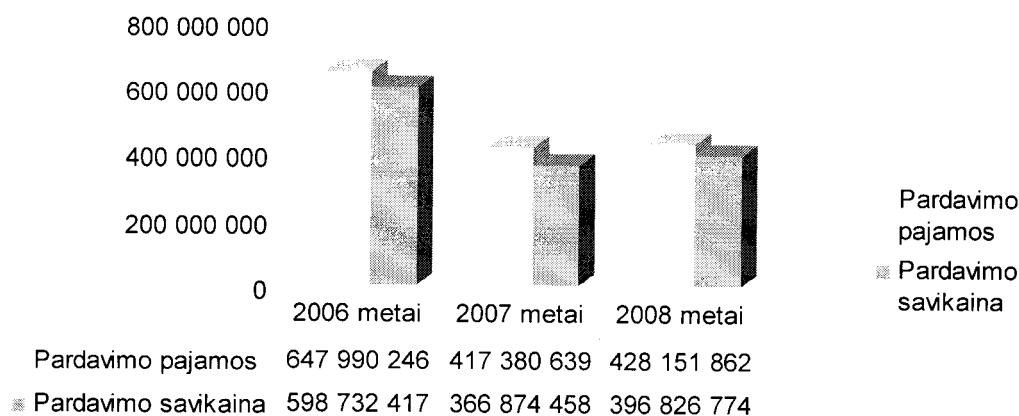 800 000 000
600 000 000
400 000 000
200 000 000
0
2006 metai 2007 metai 2008 metai
Pardavimo pajamos 647 990 246 417 380 639 428 151 862
Pardavimo savikaina 598 732 417 366 874 458 396 826 774
Pardavimo
pajamos
Pardavimo
savikaina